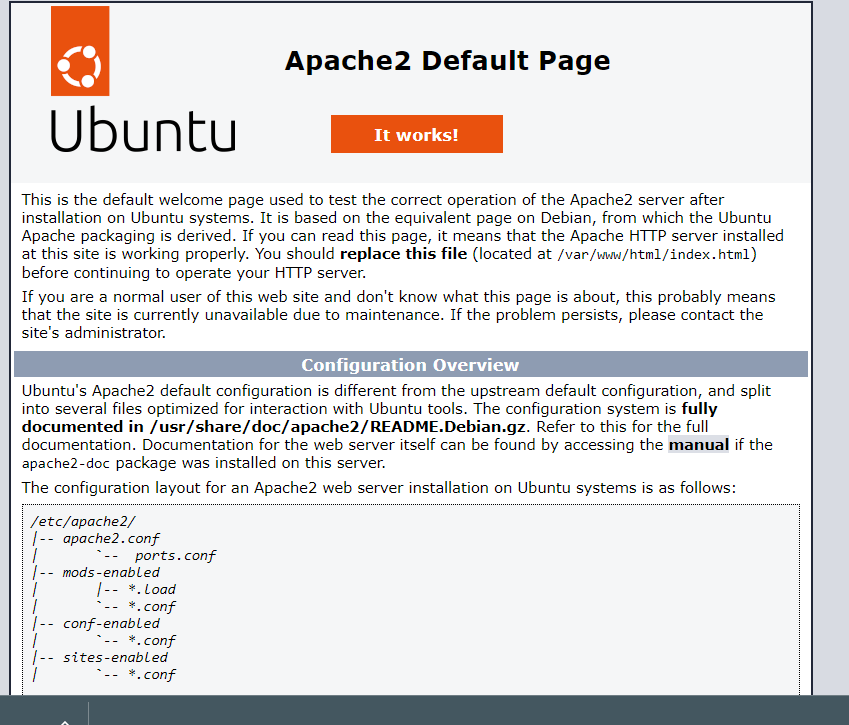 Apache2 Default Page
Ubuntu
It works!
This is the default welcome page used to test the correct operation of the Apache2 server after
installation on Ubuntu systems. It is based on the equivalent page on Debian, from which the Ubuntu
Apache packaging is derived. If you can read this page, it means that the Apache HTTP server installed
at this site is working properly. You should replace this file (located at /var/www/html/index.html)
before continuing to operate your HTTP server.
If you are a normal user of this web site and don't know what this page is about, this probably means
that the site is currently unavailable due to maintenance. If the problem persists, please contact the
site's administrator.
Configuration Overview
Ubuntu's Apache2 default configuration is different from the upstream default configuration, and split
into several files optimized for interaction with Ubuntu tools. The configuration system is fully
documented in /usr/share/doc/apache2/README.Debian.gz. Refer to this for the full
documentation. Documentation for the web server itself can be found by accessing the manual if the
apache2-doc package was installed on this server.
The configuration layout for an Apache2 web server installation on Ubuntu systems is as follows:
/etc/apache2/
|-- apache2.conf
|       `--  ports.conf
|-- mods-enabled
|       |-- *.load
|       `-- *.conf
|-- conf-enabled
|       `-- *.conf
|-- sites-enabled
|       `-- *.conf